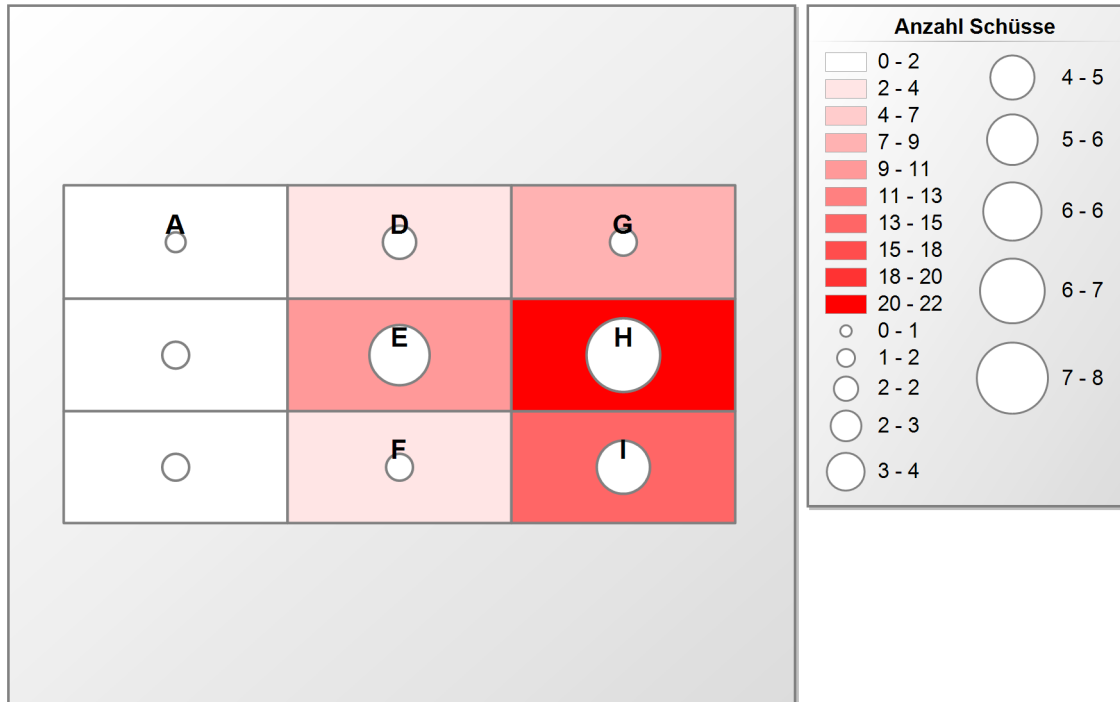 Anzahl Schüsse
0 - 2
2 - 4
4 - 7
7 - 9
9 - 11
11 - 13
13 - 15
15 - 18
18 - 20
20 - 22
0 - 1
1 - 2
2 - 2
2 - 3
3 - 4
4 - 5
5 - 6
6 - 6
6 - 7
7 - 8
A D G
E H
F I